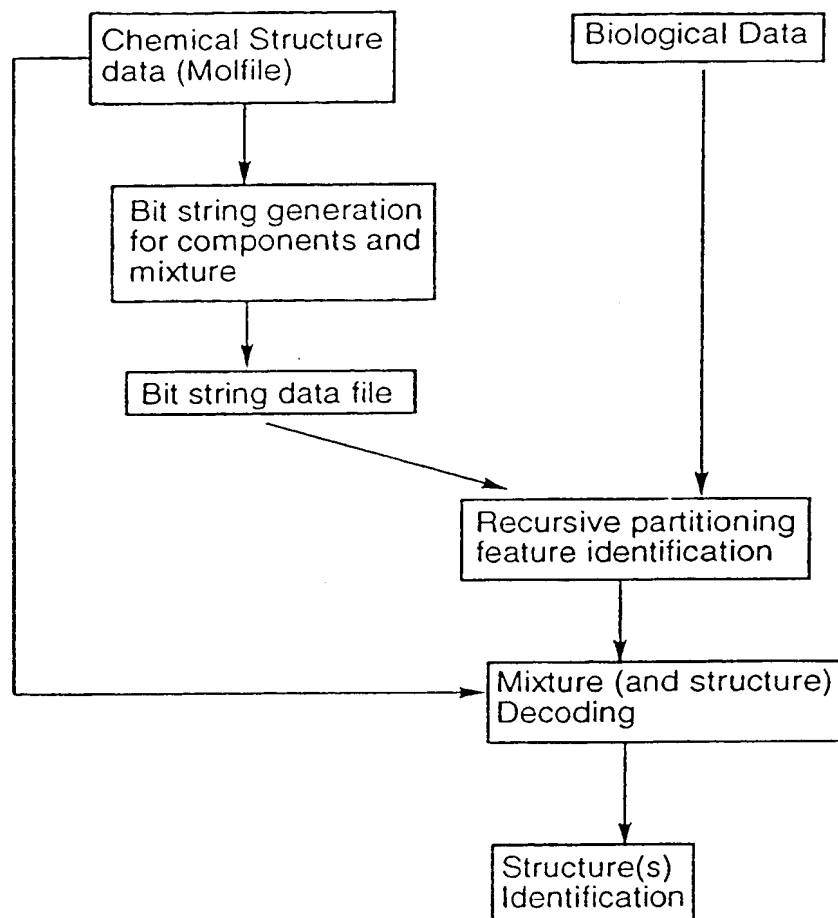 Chemical Structure
data (Molfile)
Biological Data
Bit string generation
for components and
mixture
Bit string data file
Recursive partitioning
feature identification
Mixture (and structure)
Decoding
Structure(s)
Identification